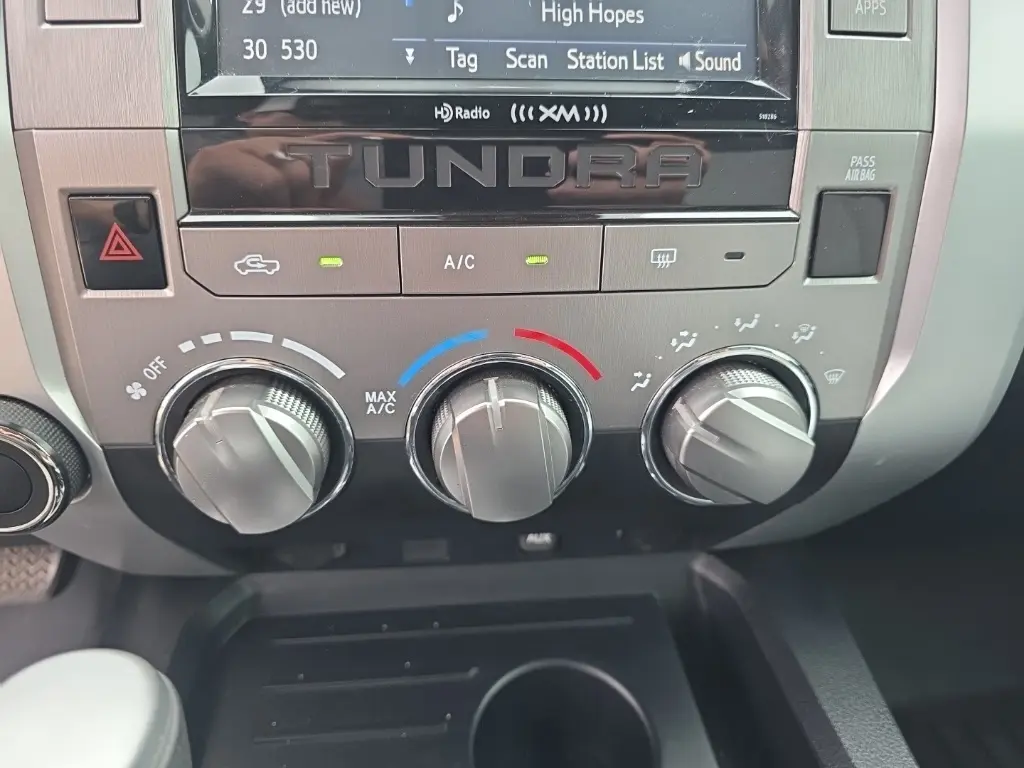 29 (add new)
High Hopes
APPS
30 530
Tag Scan Station List Sound
HD Radio ((( XM )))
TUNDRA
PASS
AIR BAG
A/C
OFF
MAX
A/C
AUX